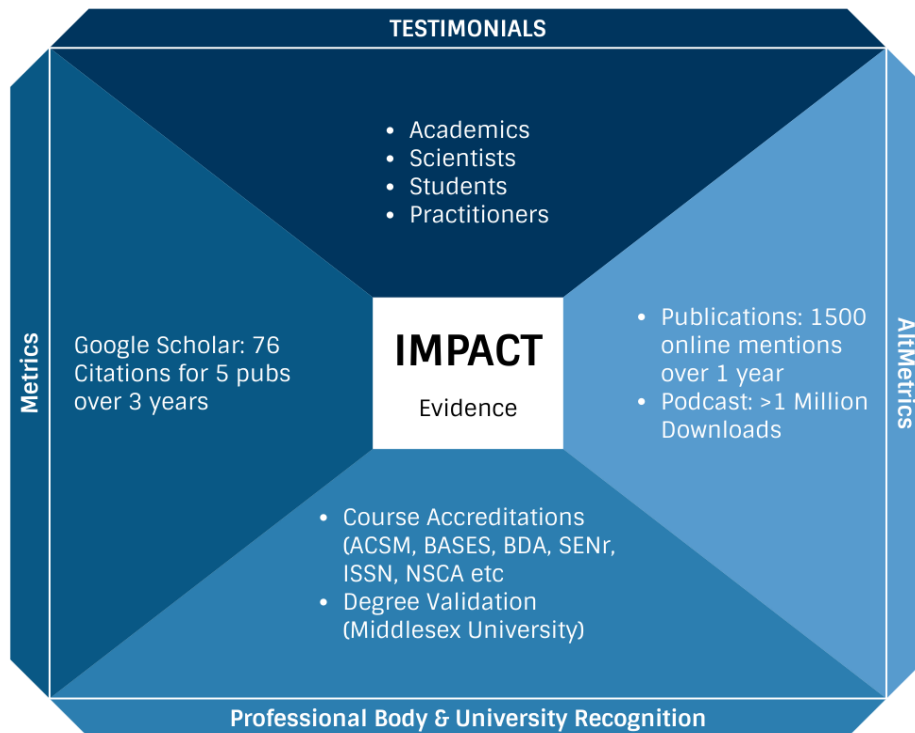 TESTIMONIALS
• Academics
• Scientists
• Students
• Practitioners
Metrics
Google Scholar: 76
Citations for 5 pubs
over 3 years
IMPACT
Evidence
• Publications: 1500
online mentions
over 1 year
• Podcast: >1 Million
Downloads
AltMetrics
• Course Accreditations
(ACSM, BASES, BDA, SENr,
ISSN, NSCA etc
• Degree Validation
(Middlesex University)
Professional Body & University Recognition